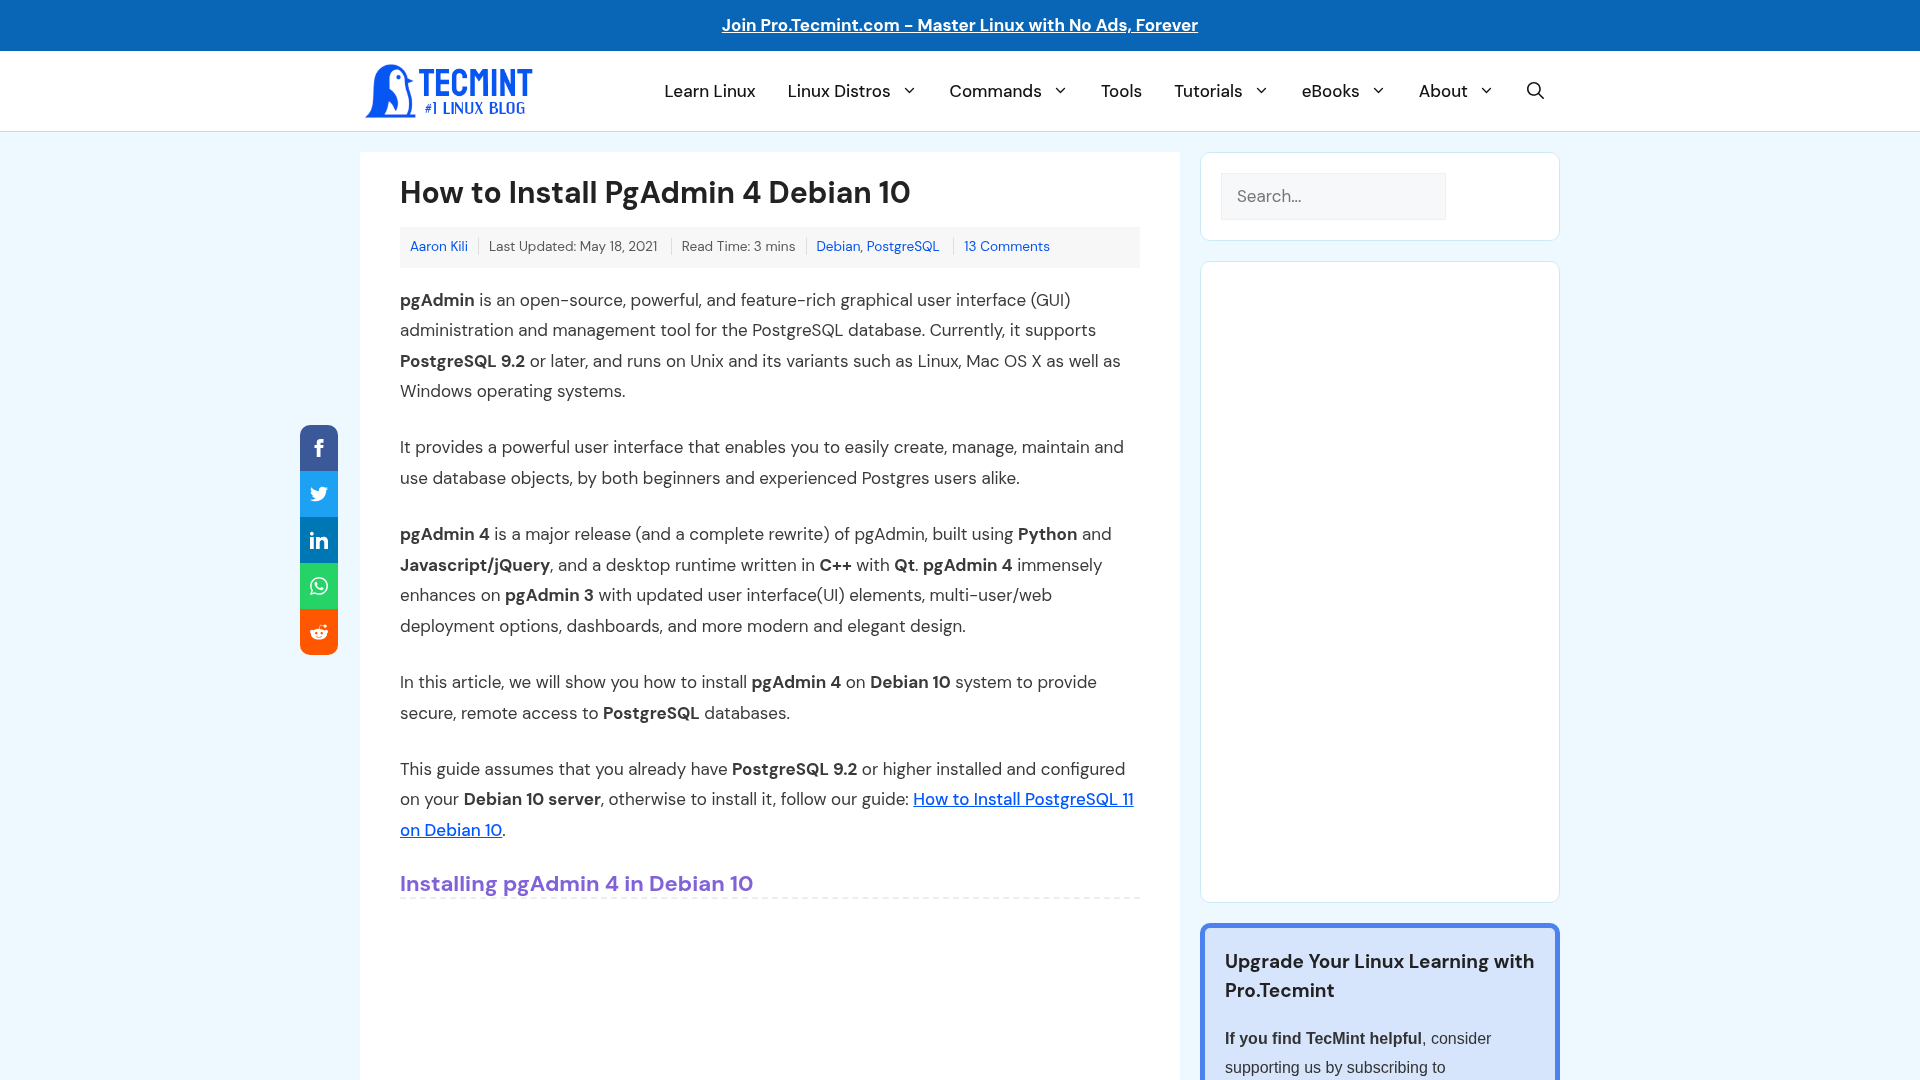 Join Pro.Tecmint.com - Master Linux with No Ads, Forever
TECMINT
#1 LINUX BLOG
Learn Linux
Linux Distros
Commands
Tools
Tutorials
eBooks
About
How to Install PgAdmin 4 Debian 10
Aaron Kili
Last Updated: May 18, 2021
Read Time: 3 mins
Debian, PostgreSQL
13 Comments
pgAdmin is an open-source, powerful, and feature-rich graphical user interface (GUI)
administration and management tool for the PostgreSQL database. Currently, it supports
PostgreSQL 9.2 or later, and runs on Unix and its variants such as Linux, Mac OS X as well as
Windows operating systems.
It provides a powerful user interface that enables you to easily create, manage, maintain and
use database objects, by both beginners and experienced Postgres users alike.
pgAdmin 4 is a major release (and a complete rewrite) of pgAdmin, built using Python and
Javascript/jQuery, and a desktop runtime written in C++ with Qt. pgAdmin 4 immensely
enhances on pgAdmin 3 with updated user interface(UI) elements, multi-user/web
deployment options, dashboards, and more modern and elegant design.
In this article, we will show you how to install pgAdmin 4 on Debian 10 system to provide
secure, remote access to PostgreSQL databases.
This guide assumes that you already have PostgreSQL 9.2 or higher installed and configured
on your Debian 10 server, otherwise to install it, follow our guide: How to Install PostgreSQL 11
on Debian 10.
Installing pgAdmin 4 in Debian 10
Search...
Upgrade Your Linux Learning with
Pro.Tecmint
If you find TecMint helpful, consider
supporting us by subscribing to